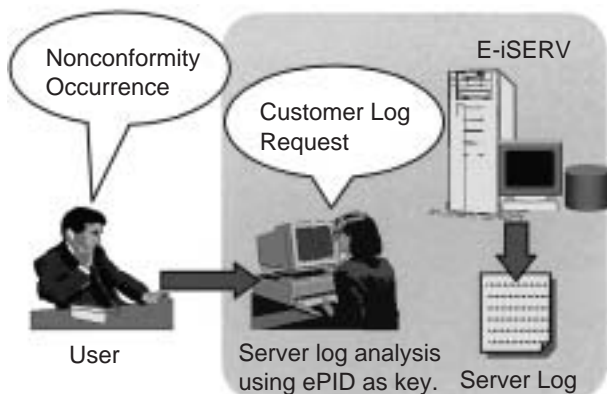 Nonconformity
Occurrence
E-iSERV
Customer Log
Request
User
Server log analysis
using ePID as key.
Server Log